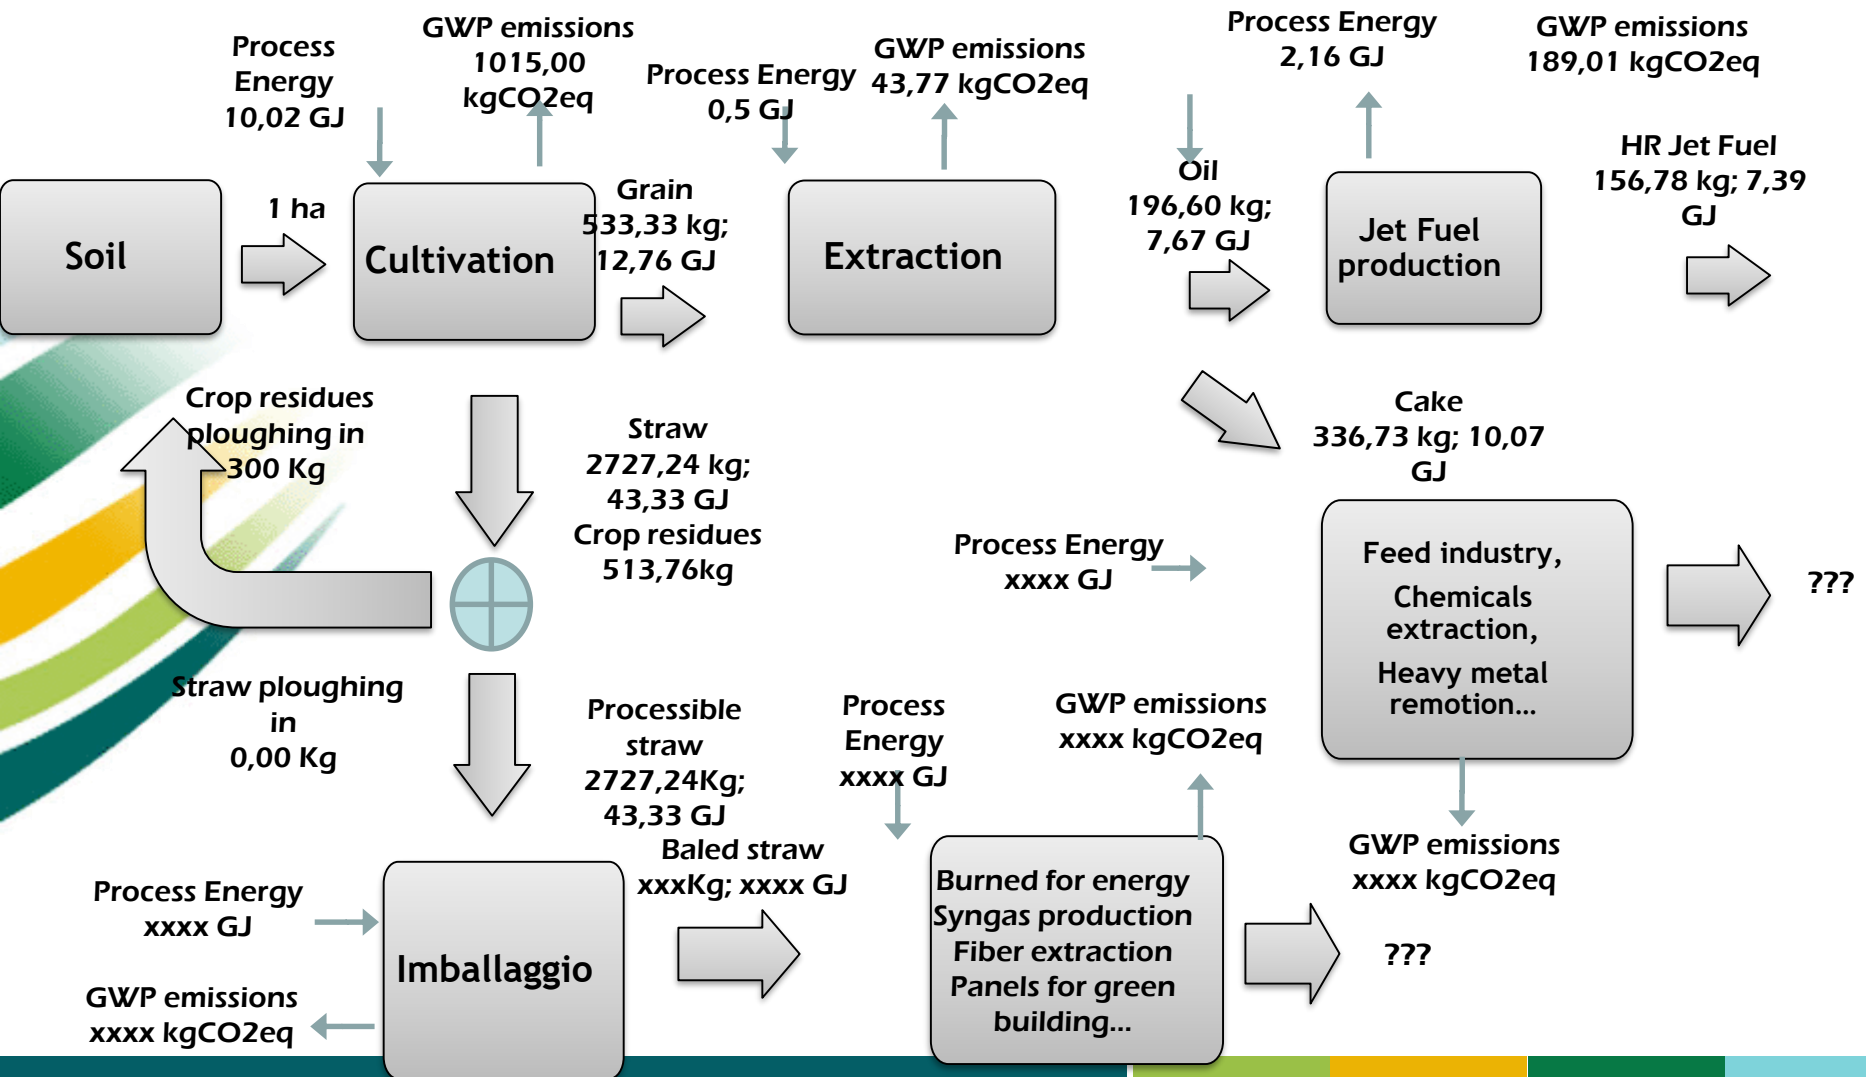 Process
Energy
10,02 GJ
GWP emissions
1015,00
kgCO2eq
Process Energy
0,5 GJ
GWP emissions
43,77 kgCO2eq
Process Energy
2,16 GJ
GWP emissions
189,01 kgCO2eq
Soil
1 ha
Cultivation
Grain
533,33 kg;
12,76 GJ
Extraction
Oil
196,60 kg;
7,67 GJ
Jet Fuel
production
HR Jet Fuel
156,78 kg; 7,39
GJ
Crop residues
ploughing in
300 Kg
Straw
2727,24 kg;
43,33 GJ
Crop residues
513,76kg
Cake
336,73 kg; 10,07
GJ
Process Energy
xxxx GJ
Feed industry,
Chemicals
extraction,
Heavy metal
remotion...
???
Straw ploughing
in
0,00 Kg
Processible
straw
2727,24Kg;
43,33 GJ
Process
Energy
xxxx GJ
GWP emissions
xxxx kgCO2eq
GWP emissions
xxxx kgCO2eq
Baled straw
xxxKg; xxxx GJ
Process Energy
xxxx GJ
Imballaggio
GWP emissions
xxxx kgCO2eq
Burned for energy
Syngas production
Fiber extraction
Panels for green
building...
???